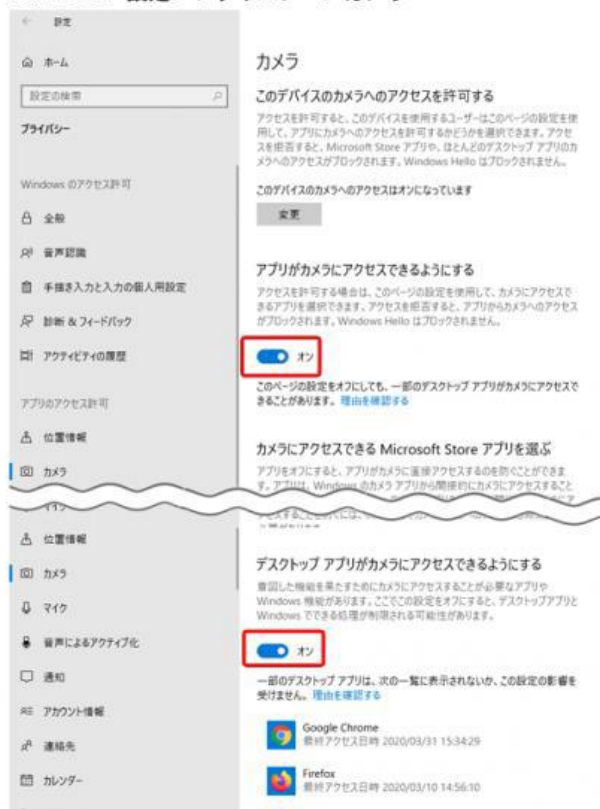 設定
ホーム
設定の検索
プライバシー
Windows のアクセス許可
全般
音声認識
手描き入力と入力の個人用設定
診断 & フィードバック
アクティビティの履歴
アプリのアクセス許可
位置情報
カメラ
カメラ
このデバイスのカメラへのアクセスを許可する
アクセスを許可すると、このデバイスを使用するユーザーはこのページの設定を使
用して、アプリにカメラへのアクセスを許可するかどうかを選択できます。アクセ
スを拒否すると、Microsoft Store アプリや、ほとんどのデスクトップ アプリのカ
メラへのアクセスがブロックされます。Windows Hello はブロックされません。
このデバイスのカメラへのアクセスはオンになっています
変更
アプリがカメラにアクセスできるようにする
アクセスを許可する場合は、このページの設定を使用して、カメラにアクセスで
きるアプリを選択できます。アクセスを拒否すると、アプリからカメラへのアクセス
がブロックされます。Windows Hello はブロックされません。
オン
このページの設定をオフにしても、一部のデスクトップ アプリがカメラにアクセスで
きることがあります。理由を確認する
カメラにアクセスできる Microsoft Store アプリを選ぶ
アプリをオフにすると、アプリがカメラに直接アクセスするのを防ぐことができま
す。アプリは、Windows のカメラ アプリから間接的にカメラにアクセスすること
位置情報
カメラ
マイク
音声によるアクティブ化
通知
アカウント情報
連絡先
カレンダー
デスクトップ アプリがカメラにアクセスできるようにする
意図した機能を果たすためにカメラにアクセスすることが必要なアプリや
Windows 機能があります。ここでこの設定をオフにすると、デスクトップアプリと
Windows でできる処理が制限される可能性があります。
オン
一部のデスクトップ アプリは、次の一覧に表示されないか、この設定の影響を
受けません。理由を確認する
Google Chrome
最終アクセス日時 2020/03/31 15:34:29
Firefox
最終アクセス日時 2020/03/10 14:56:10